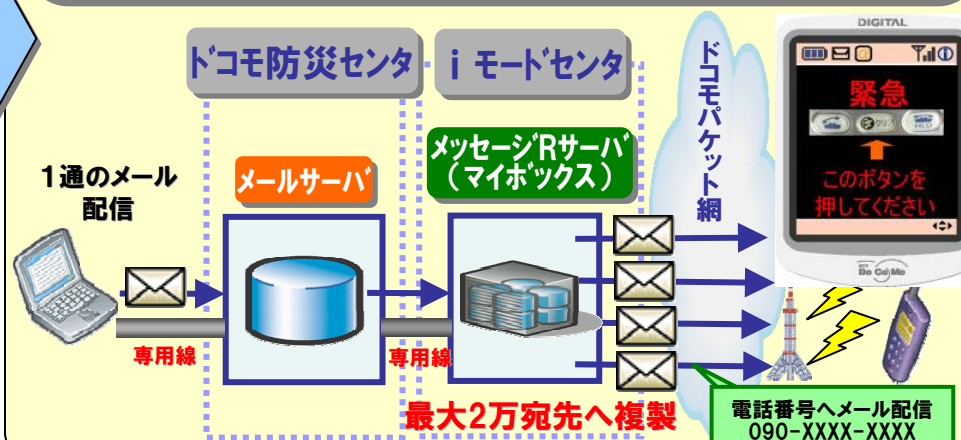 ドコモ防災センタ
ｉモードセンタ
ドコモパケット網
DIGITAL
緊急
クリア
HLD
このボタンを
押してください
DoCoMo
1通のメール
配信
メールサーバ
メッセージRサーバ
（マイボックス）
専用線
専用線
最大2万宛先へ複製
電話番号へメール配信
090-XXXX-XXXX